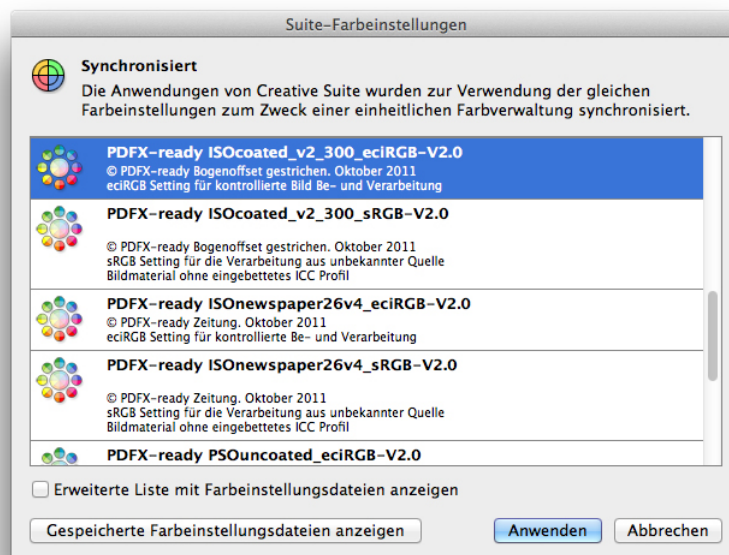 Suite-Farbeinstellungen
Synchronisiert
Die Anwendungen von Creative Suite wurden zur Verwendung der gleichen
Farbeinstellungen zum Zweck einer einheitlichen Farbverwaltung synchronisiert.
PDFX-ready ISOcoated_v2_300_eciRGB-V2.0
© PDFX-ready Bogenoffset gestrichen. Oktober 2011
eciRGB Setting für kontrollierte Bild Be- und Verarbeitung
PDFX-ready ISOcoated_v2_300_sRGB-V2.0
© PDFX-ready Bogenoffset gestrichen. Oktober 2011
sRGB Setting für die Verarbeitung aus unbekannter Quelle
Bildmaterial ohne eingebettetes ICC Profil
PDFX-ready ISOnewspaper26v4_eciRGB-V2.0
© PDFX-ready Zeitung. Oktober 2011
eciRGB Setting für kontrollierte Be- und Verarbeitung
PDFX-ready ISOnewspaper26v4_sRGB-V2.0
© PDFX-ready Zeitung. Oktober 2011
sRGB Setting für die Verarbeitung aus unbekannter Quelle
Bildmaterial ohne eingebettetes ICC Profil
PDFX-ready PSOuncoated_eciRGB-V2.0
Erweiterte Liste mit Farbeinstellungsdateien anzeigen
Gespeicherte Farbeinstellungsdateien anzeigen
Anwenden
Abbrechen